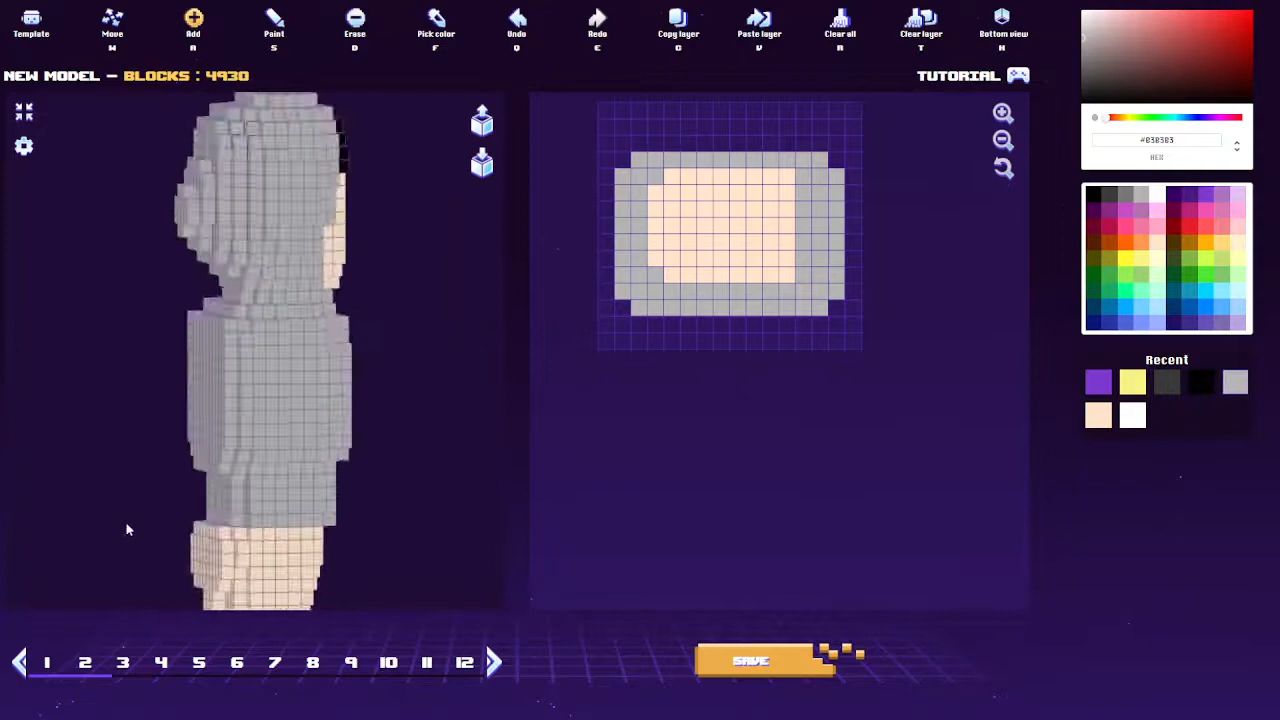 Template Move Add Paint Erase Pick color Undo Redo Copy layer Paste layer Clear all Clear layer Bottom view
W A S D F Q E C V R T H
NEW MODEL - BLOCKS : 4930
TUTORIAL
#030303
HEX
Recent
1 2 3 4 5 6 7 8 9 10 11 12
SAVE